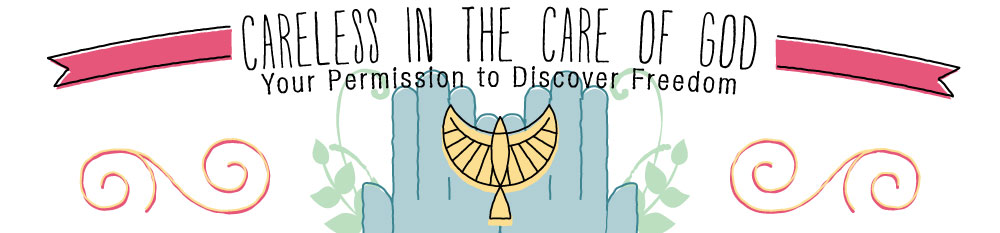 CARELESS IN THE CARE OF GOD
Your Permission to Discover Freedom